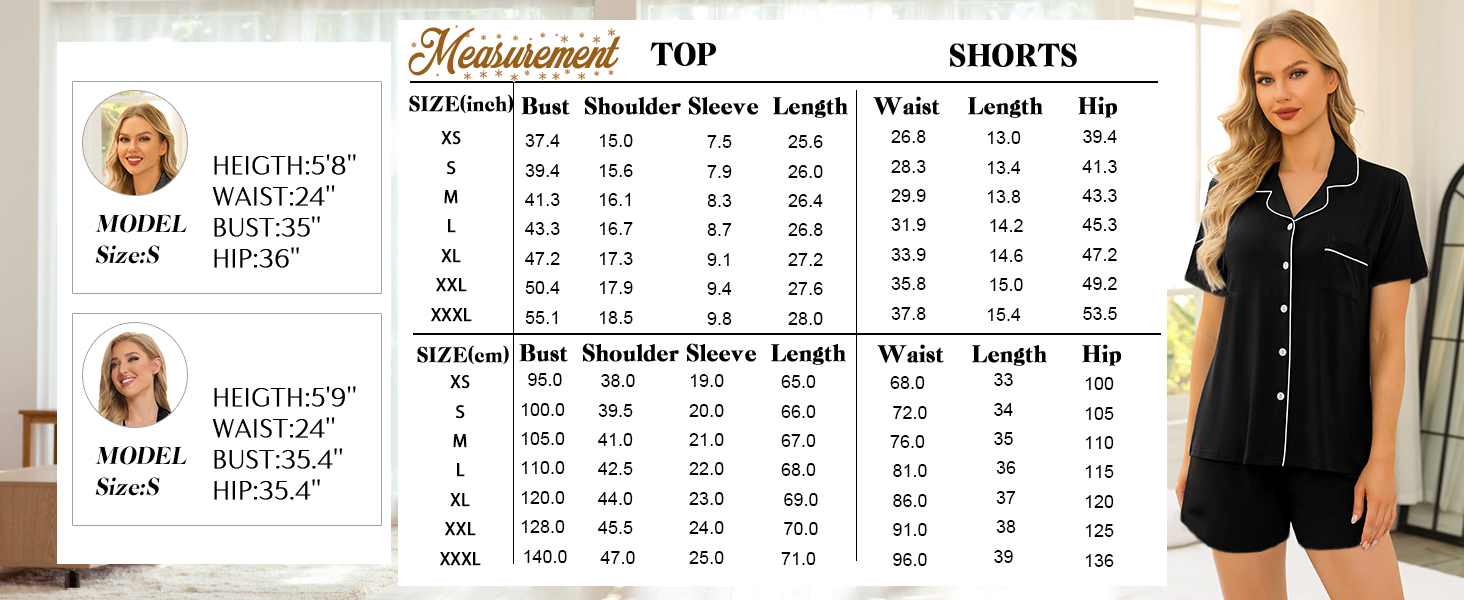 HEIGTH:5'8"
WAIST:24"
BUST:35"
HIP:36"
MODEL
Size:S
HEIGTH:5'9"
WAIST:24"
BUST:35.4"
HIP:35.4"
MODEL
Size:S
Measurement TOP SHORTS
SIZE(inch) Bust Shoulder Sleeve Length Waist Length Hip
XS 37.4 15.0 7.5 25.6 26.8 13.0 39.4
S 39.4 15.6 7.9 26.0 28.3 13.4 41.3
M 41.3 16.1 8.3 26.4 29.9 13.8 43.3
L 43.3 16.7 8.7 26.8 31.9 14.2 45.3
XL 47.2 17.3 9.1 27.2 33.9 14.6 47.2
XXL 50.4 17.9 9.4 27.6 35.8 15.0 49.2
XXXL 55.1 18.5 9.8 28.0 37.8 15.4 53.5
SIZE(cm) Bust Shoulder Sleeve Length Waist Length Hip
XS 95.0 38.0 19.0 65.0 68.0 33 100
S 100.0 39.5 20.0 66.0 72.0 34 105
M 105.0 41.0 21.0 67.0 76.0 35 110
L 110.0 42.5 22.0 68.0 81.0 36 115
XL 120.0 44.0 23.0 69.0 86.0 37 120
XXL 128.0 45.5 24.0 70.0 91.0 38 125
XXXL 140.0 47.0 25.0 71.0 96.0 39 136